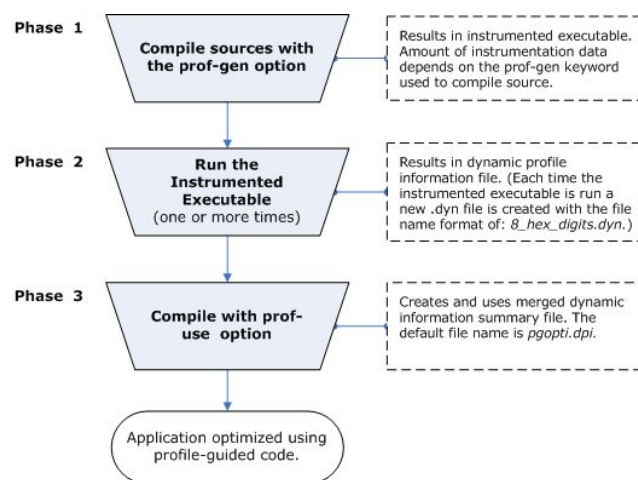 Phase 1
Compile sources with
the prof-gen option
Results in instrumented executable.
Amount of instrumentation data
depends on the prof-gen keyword
used to compile source.
Phase 2
Run the
Instrumented
Executable
(one or more times)
Results in dynamic profile
information file. (Each time the
instrumented executable is run a
new .dyn file is created with the file
name format of: 8_hex_digits.dyn.)
Phase 3
Compile with prof-
use option
Creates and uses merged dynamic
information summary file. The
default file name is pgopti.dpi.
Application optimized using
profile-guided code.